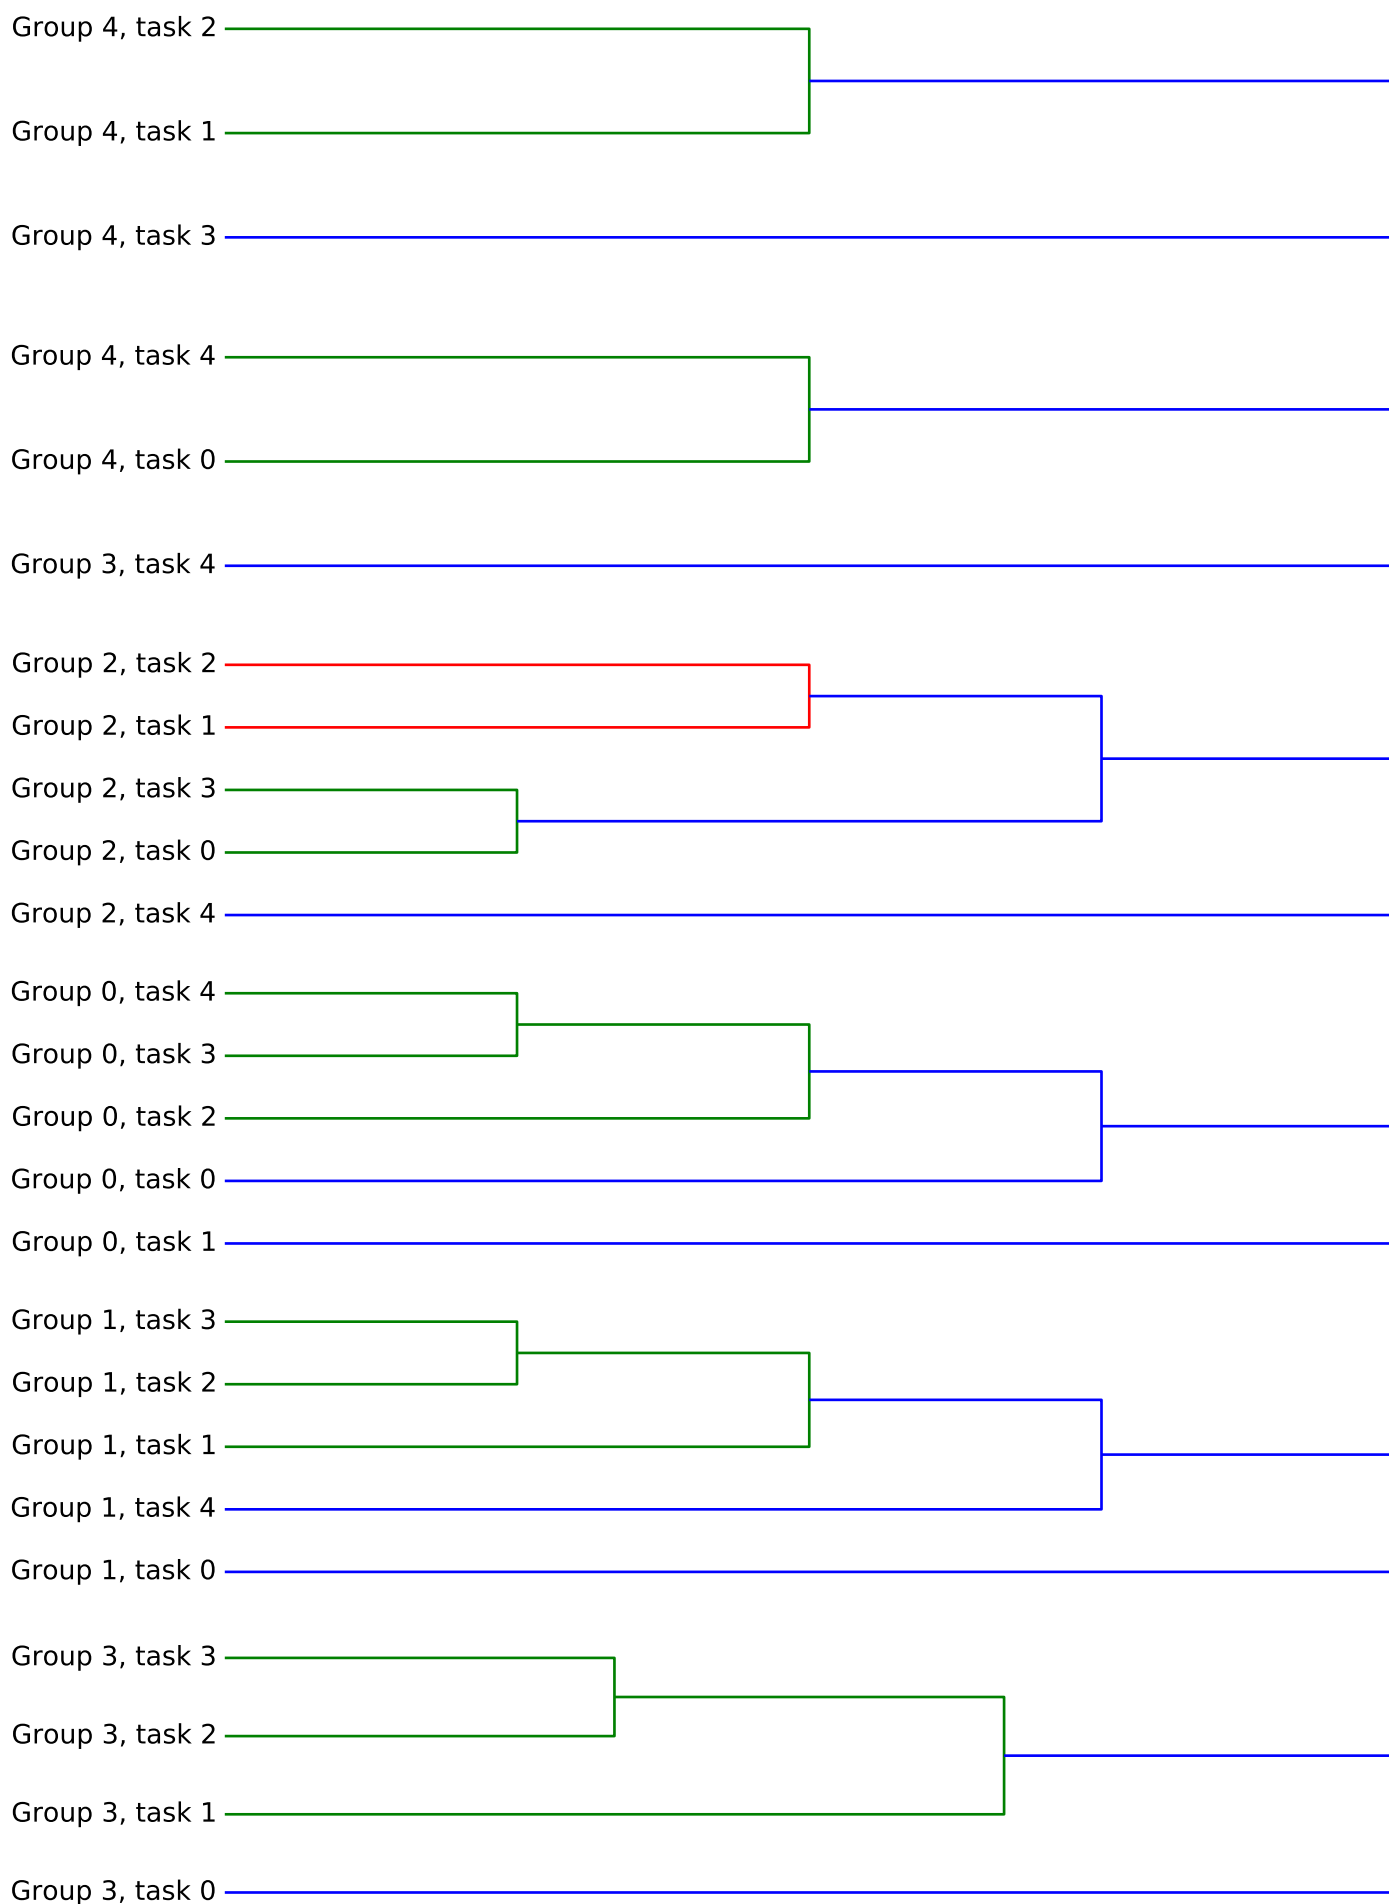 Group 4, task 2
Group 4, task 1
Group 4, task 3
Group 4, task 4
Group 4, task 0
Group 3, task 4
Group 2, task 2
Group 2, task 1
Group 2, task 3
Group 2, task 0
Group 2, task 4
Group 0, task 4
Group 0, task 3
Group 0, task 2
Group 0, task 0
Group 0, task 1
Group 1, task 3
Group 1, task 2
Group 1, task 1
Group 1, task 4
Group 1, task 0
Group 3, task 3
Group 3, task 2
Group 3, task 1
Group 3, task 0